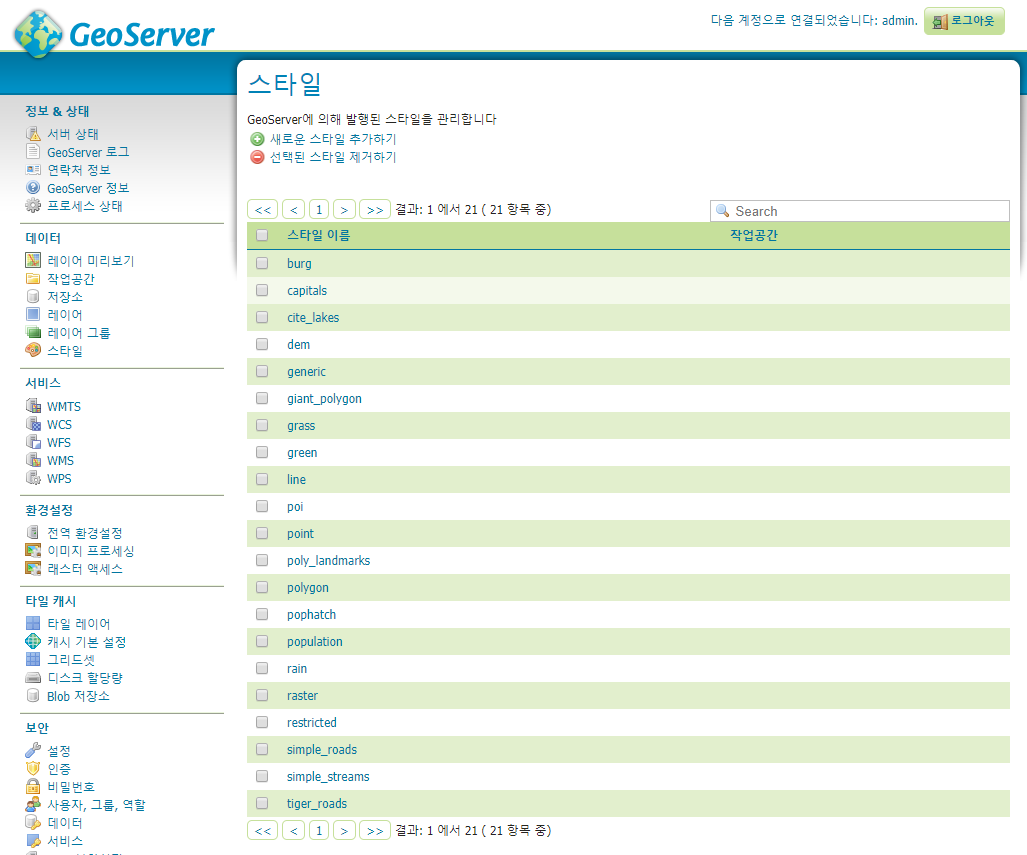 GeoServer
다음 계정으로 연결되었습니다: admin. 로그아웃
정보 & 상태
서버 상태
GeoServer 로그
연락처 정보
GeoServer 정보
프로세스 상태
데이터
레이어 미리보기
작업공간
저장소
레이어
레이어 그룹
스타일
서비스
WMTS
WCS
WFS
WMS
WPS
환경설정
전역 환경설정
이미지 프로세싱
래스터 액세스
타일 캐시
타일 레이어
캐시 기본 설정
그리드셋
디스크 할당량
Blob 저장소
보안
설정
인증
비밀번호
사용자, 그룹, 역할
데이터
서비스
스타일
GeoServer에 의해 발행된 스타일을 관리합니다
새로운 스타일 추가하기
선택된 스타일 제거하기
<< < 1 > >> 결과: 1 에서 21 ( 21 항목 중) Search
스타일 이름 작업공간
burg
capitals
cite_lakes
dem
generic
giant_polygon
grass
green
line
poi
point
poly_landmarks
polygon
pophatch
population
rain
raster
restricted
simple_roads
simple_streams
tiger_roads
<< < 1 > >> 결과: 1 에서 21 ( 21 항목 중)